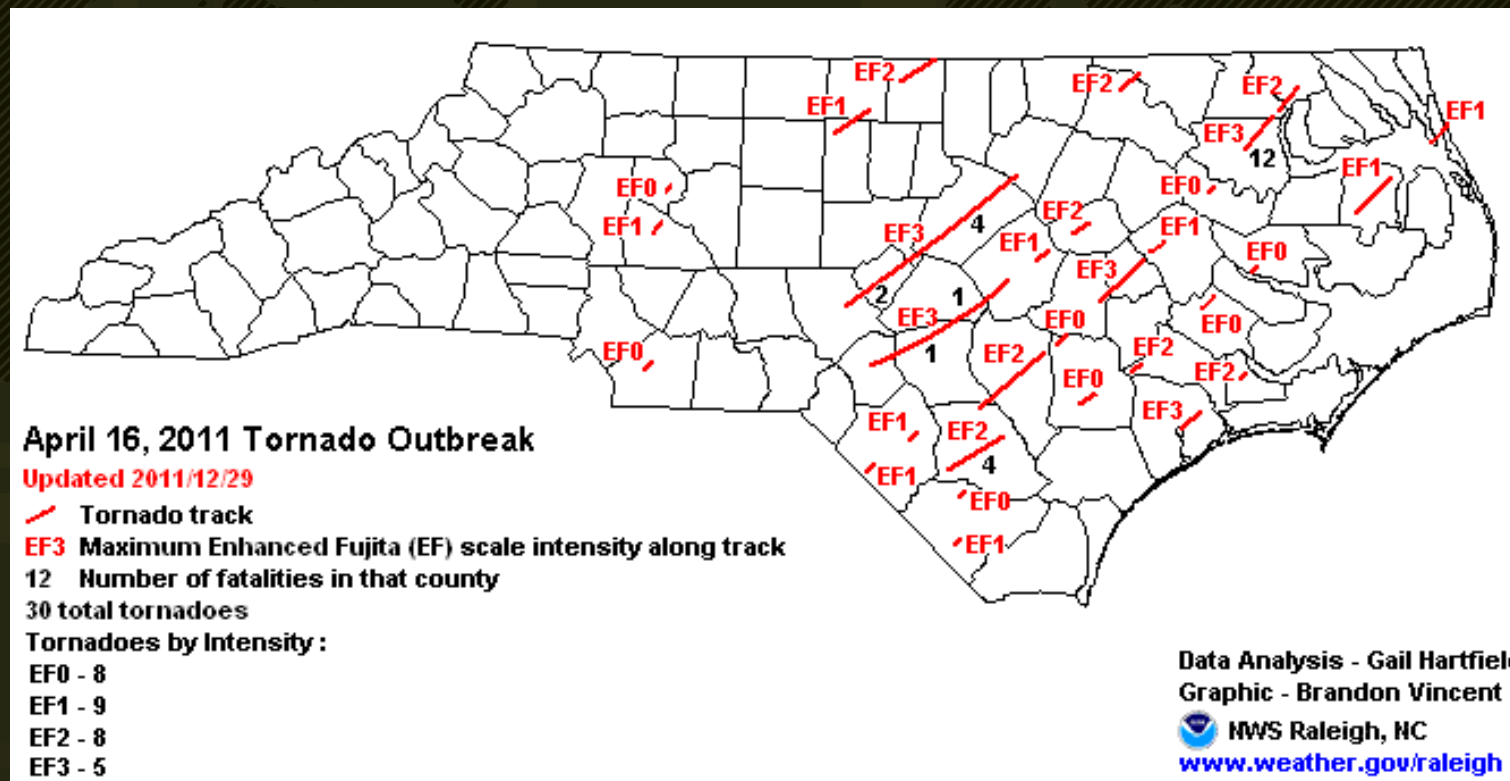 EF2
EF2
EF2
EF1
EF1
EF3
12
EF0
EF0
EF1
EF1
EF2
4
EF3
EF1
EF1
EF0
EF3
2
1
EF3
EF0
EF0
1
EF2
EF2
EF0
EF0
EF2
EF3
EF1
EF2
4
EF1
EF0
EF1
April 16, 2011 Tornado Outbreak
Updated 2011/12/29
Tornado track
EF3 Maximum Enhanced Fujita (EF) scale intensity along track
12 Number of fatalities in that county
30 total tornadoes
Tornadoes by Intensity :
EF0 - 8
EF1 - 9
EF2 - 8
EF3 - 5
Data Analysis - Gail Hartfiel
Graphic - Brandon Vincent
NWS Raleigh, NC
www.weather.gov/raleigh